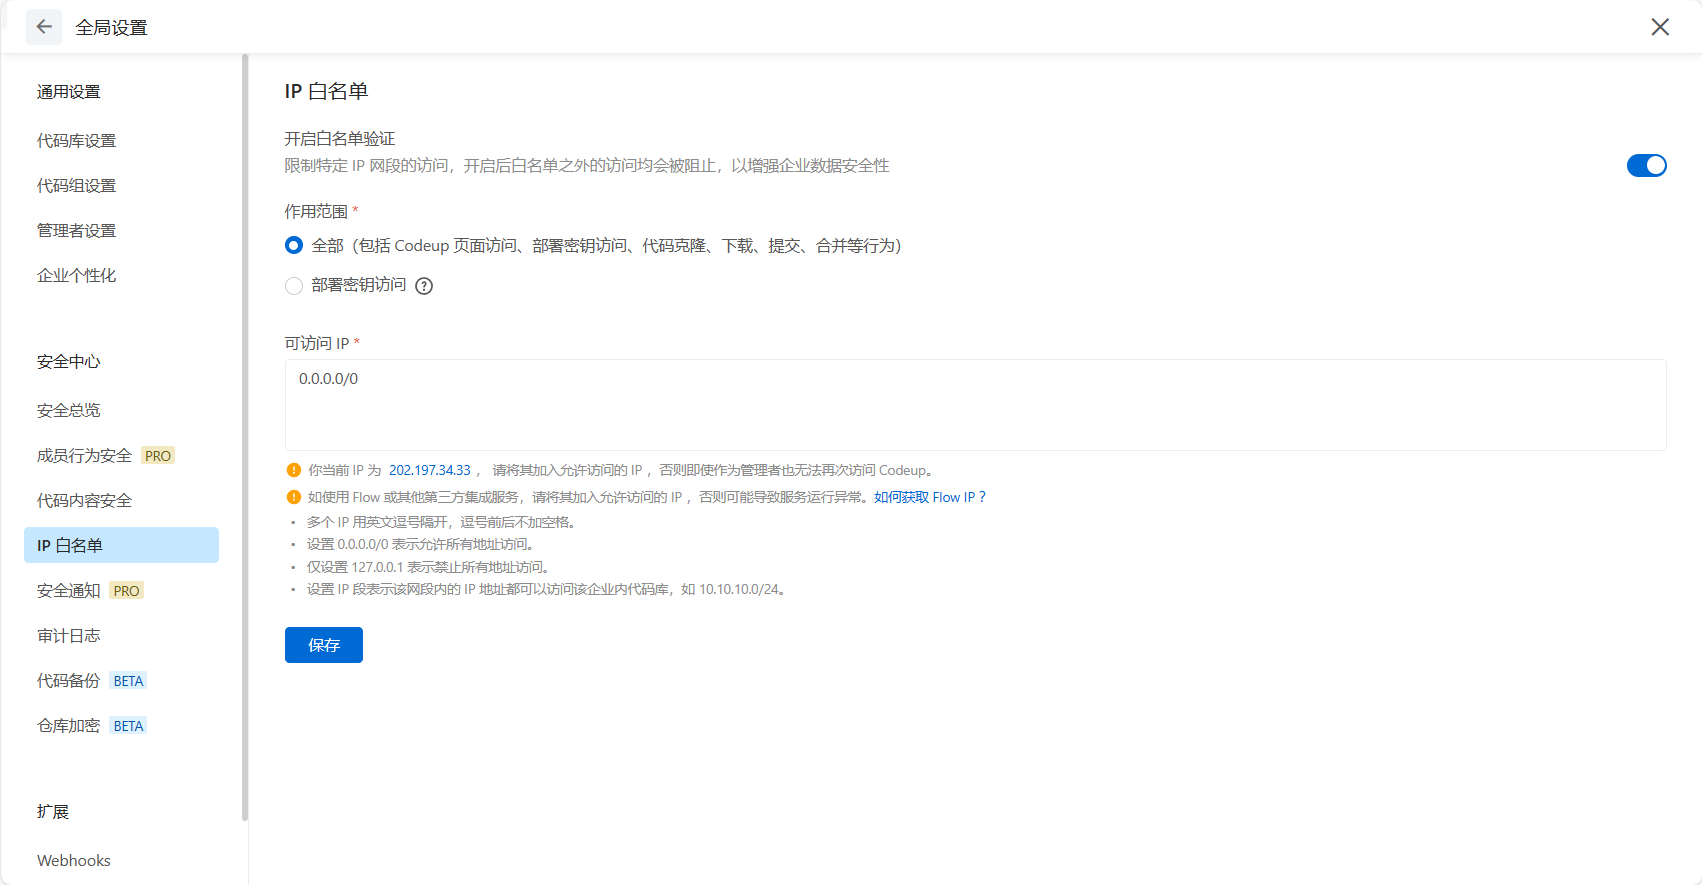 全局设置
通用设置
代码库设置
代码组设置
管理者设置
企业个性化
安全中心
安全总览
成员行为安全 PRO
代码内容安全
IP 白名单
安全通知 PRO
审计日志
代码备份 BETA
仓库加密 BETA
扩展
Webhooks
IP 白名单
开启白名单验证
限制特定 IP 网段的访问，开启后白名单之外的访问均会被阻止，以增强企业数据安全性
作用范围 *
全部（包括 Codeup 页面访问、部署密钥访问、代码克隆、下载、提交、合并等行为）
部署密钥访问 ?
可访问 IP *
0.0.0.0/0
你当前 IP 为 202.197.34.33 ， 请将其加入允许访问的 IP ，否则即使作为管理者也无法再次访问 Codeup。
如使用 Flow 或其他第三方集成服务，请将其加入允许访问的 IP ，否则可能导致服务运行异常。如何获取 Flow IP？
• 多个 IP 用英文逗号隔开，逗号前后不加空格。
• 设置 0.0.0.0/0 表示允许所有地址访问。
• 仅设置 127.0.0.1 表示禁止所有地址访问。
• 设置 IP 段表示该网段内的 IP 地址都可以访问该企业内代码库，如 10.10.10.0/24。
保存